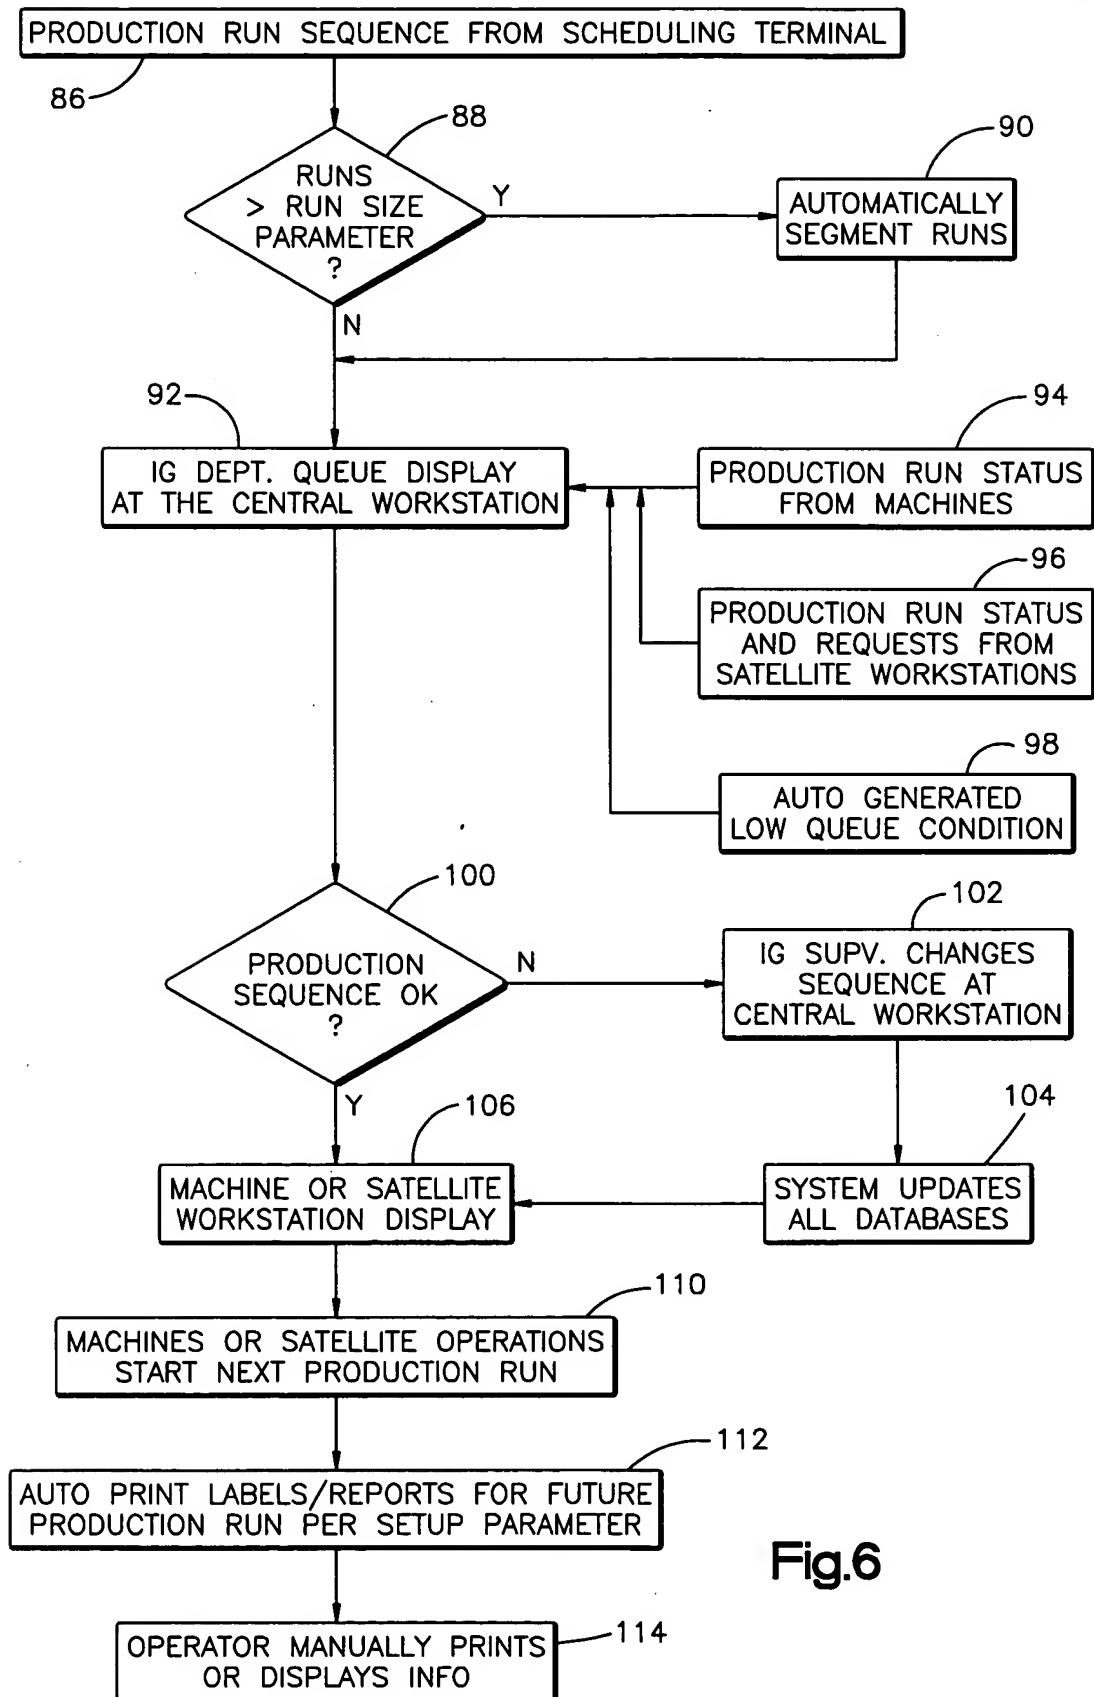 PRODUCTION RUN SEQUENCE FROM SCHEDULING TERMINAL
86
88
RUNS
> RUN SIZE
PARAMETER
?
Y
N
90
AUTOMATICALLY
SEGMENT RUNS
92
IG DEPT. QUEUE DISPLAY
AT THE CENTRAL WORKSTATION
94
PRODUCTION RUN STATUS
FROM MACHINES
96
PRODUCTION RUN STATUS
AND REQUESTS FROM
SATELLITE WORKSTATIONS
98
AUTO GENERATED
LOW QUEUE CONDITION
100
PRODUCTION
SEQUENCE OK
?
N
Y
102
IG SUPV. CHANGES
SEQUENCE AT
CENTRAL WORKSTATION
104
SYSTEM UPDATES
ALL DATABASES
106
MACHINE OR SATELLITE
WORKSTATION DISPLAY
110
MACHINES OR SATELLITE OPERATIONS
START NEXT PRODUCTION RUN
112
AUTO PRINT LABELS/REPORTS FOR FUTURE
PRODUCTION RUN PER SETUP PARAMETER
114
OPERATOR MANUALLY PRINTS
OR DISPLAYS INFO
Fig.6